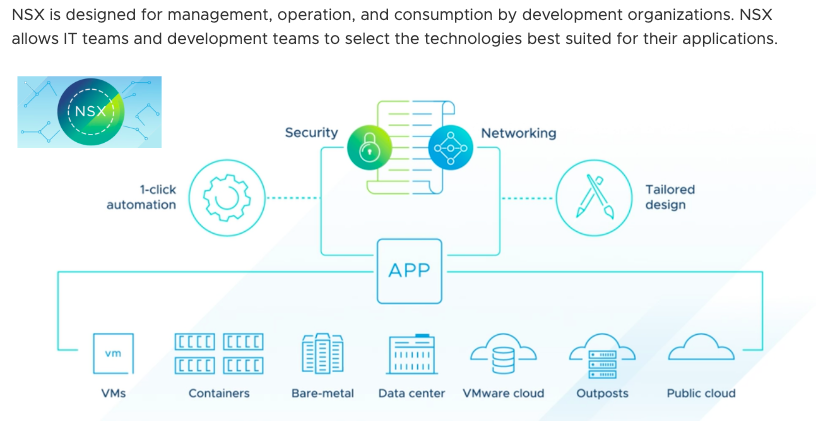 NSX is designed for management, operation, and consumption by development organizations. NSX
allows IT teams and development teams to select the technologies best suited for their applications.
NSX
Security
Networking
1-click
automation
Tailored
design
APP
vm
VMs
Containers
Bare-metal
Data center
VMware cloud
Outposts
Public cloud